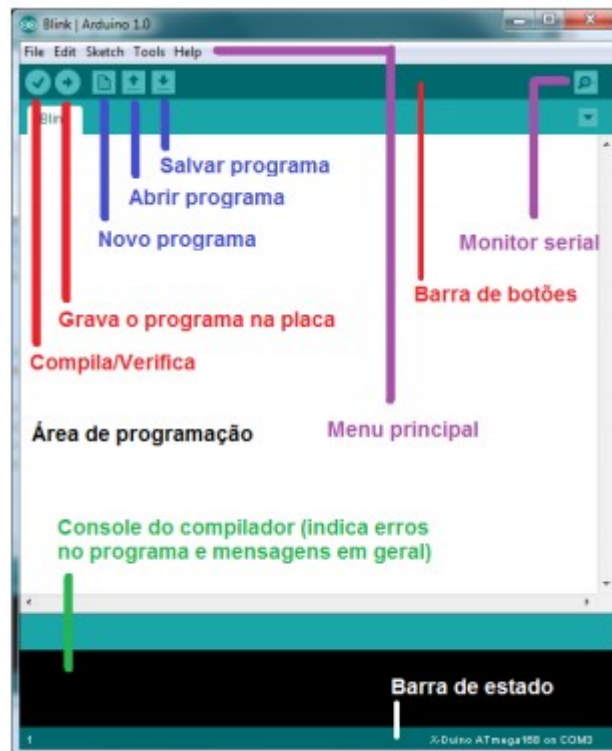 Blink | Arduino 1.0
File Edit Sketch Tools Help
Blink
Salvar programa
Abrir programa
Novo programa
Monitor serial
Barra de botões
Grava o programa na placa
Compila/Verifica
Área de programação
Menu principal
Console do compilador (indica erros
no programa e mensagens em geral)
Barra de estado
1
X-Duino ATmega168 on COM3